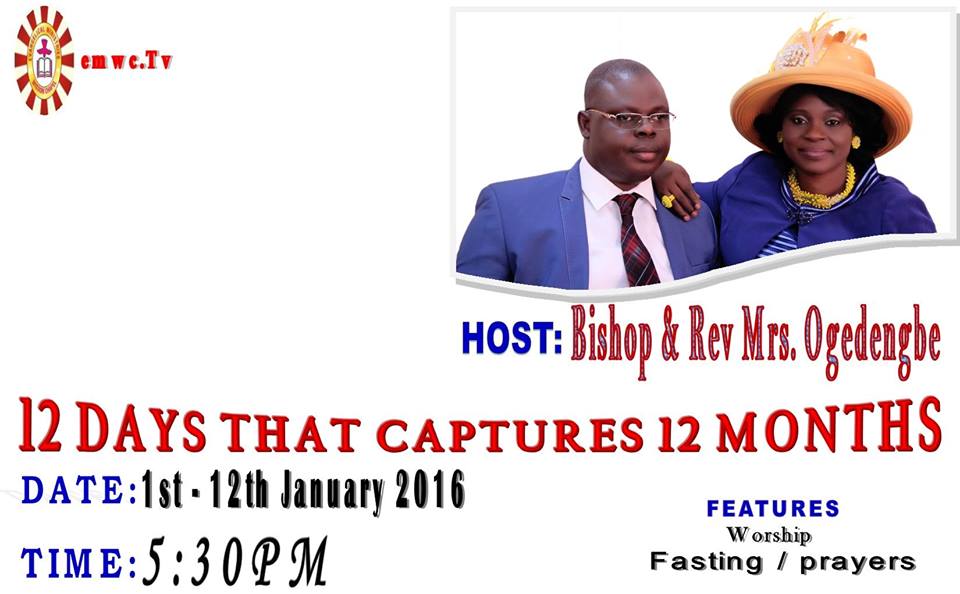 emwc.Tv
HOST: Bishop & Rev Mrs. Ogedengbe
12 DAYS THAT CAPTURES 12 MONTHS
DATE: 1st - 12th January 2016
TIME: 5:30PM
FEATURES
Worship
Fasting / prayers